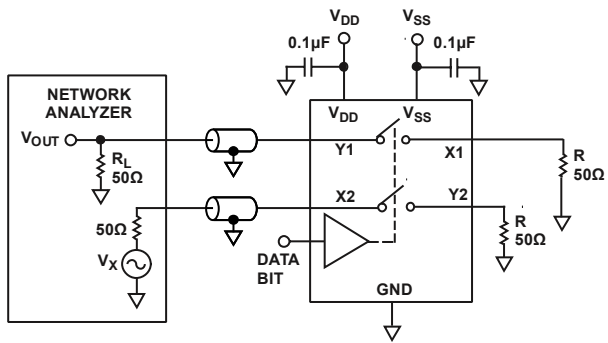 VDD
VSS
0.1µF
0.1µF
NETWORK
ANALYZER
VDD
VSS
VOUT
Y1
X1
RL
50Ω
R
50Ω
X2
Y2
50Ω
R
50Ω
VX
DATA
BIT
GND